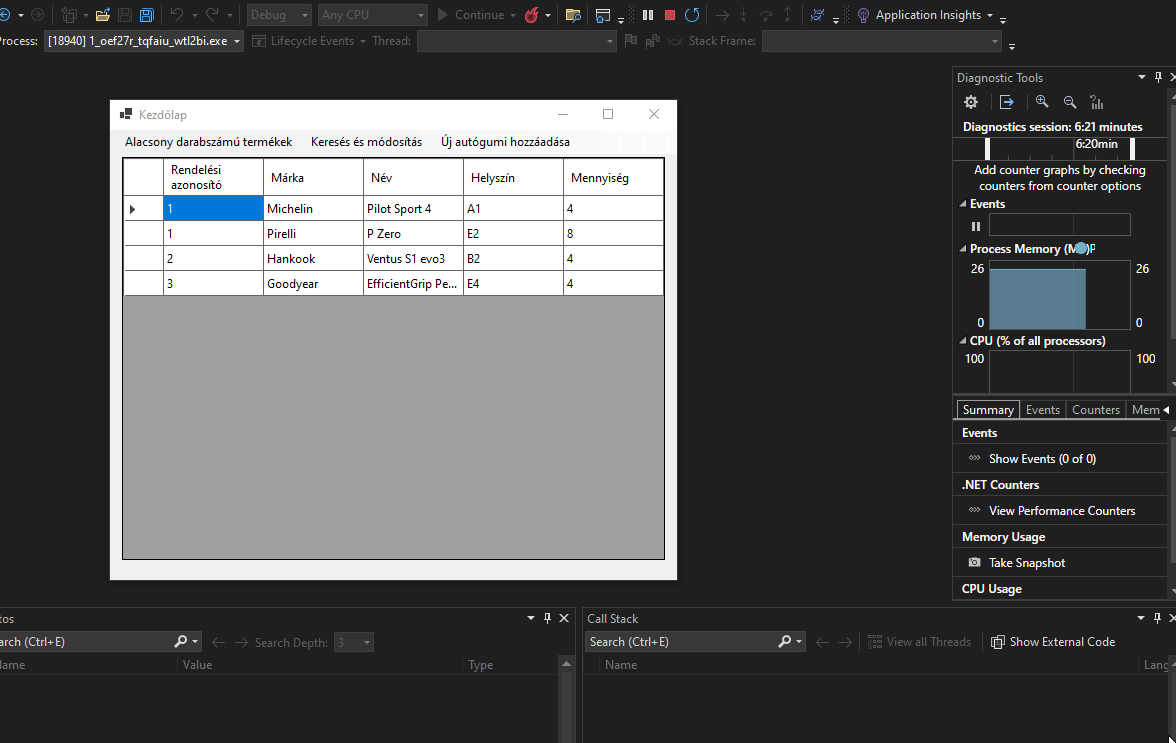 Debug
Any CPU
Continue
Application Insights
rocess:
[18940] 1_oef27r_tqfaiu_wtl2bi.exe
Lifecycle Events
Thread:
Stack Frame:
Kezdőlap
Alacsony darabszámú termékek
Keresés és módosítás
Új autógumi hozzáadása
Rendelési
azonosító
Márka
Név
Helyszín
Mennyiség
1 Michelin Pilot Sport 4 A1 4
1 Pirelli P Zero E2 8
2 Hankook Ventus S1 evo3 B2 4
3 Goodyear EfficientGrip Pe... E4 4
Diagnostic Tools
Diagnostics session: 6:21 minutes
6:20min
Add counter graphs by checking
counters from counter options
Events
Process Memory (M
26
26
0
0
CPU (% of all processors)
100
100
Summary
Events
Counters
Mem
Events
Show Events (0 of 0)
.NET Counters
View Performance Counters
Memory Usage
Take Snapshot
CPU Usage
tos
arch (Ctrl+E)
Search Depth:
3
ame
Value
Type
Call Stack
Search (Ctrl+E)
View all Threads
Show External Code
Name
Lang